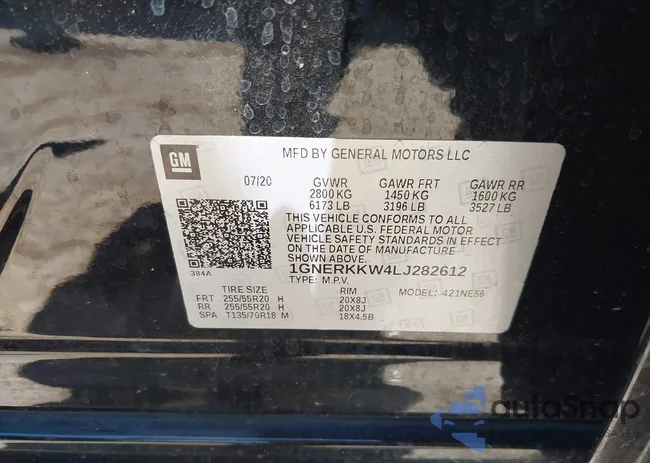 GM
MFD BY GENERAL MOTORS LLC
07/20 GVWR GAWR FRT GAWR RR
2800 KG 1450 KG 1600 KG
6173 LB 3196 LB 3527 LB
THIS VEHICLE CONFORMS TO ALL
APPLICABLE U.S. FEDERAL MOTOR
VEHICLE SAFETY STANDARDS IN EFFECT
ON THE DATE OF MANUFACTURE
SHOWN ABOVE.
384A
1GNERKKW4LJ282612
TYPE: M.P.V. MODEL: 421NE56
TIRE SIZE RIM
FRT 255/55R20 H 20X8J
RR 255/55R20 H 20X8J
SPA T135/70R18 M 18X4.5B
autoSnap